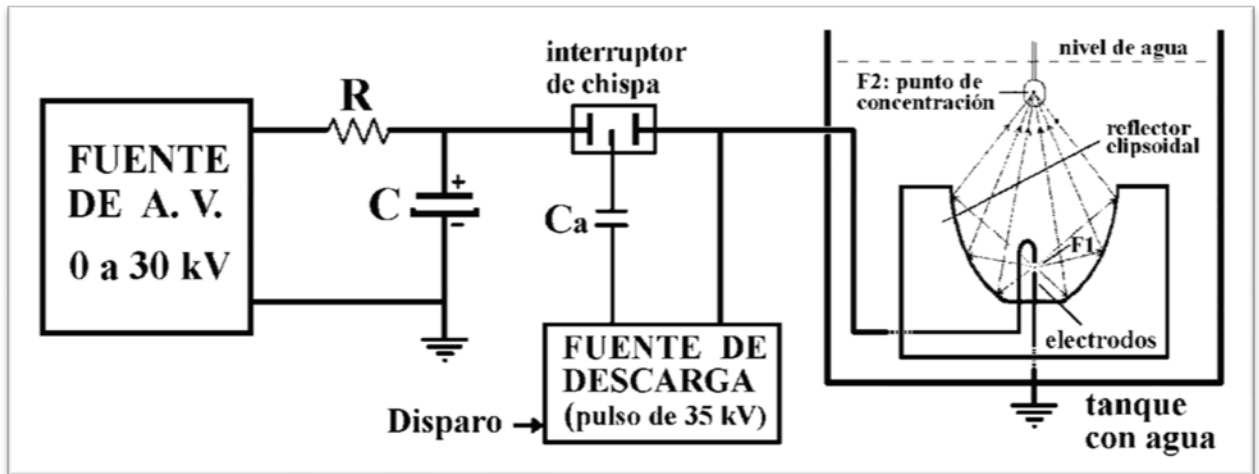 FUENTE
DE A. V.
0 a 30 kV
R
C
+
-
interruptor
de chispa
Ca
FUENTE DE
DESCARGA
(pulso de 35 kV)
Disparo
nivel de agua
F2: punto de
concentración
reflector
clipsoidal
F1
electrodos
tanque
con agua